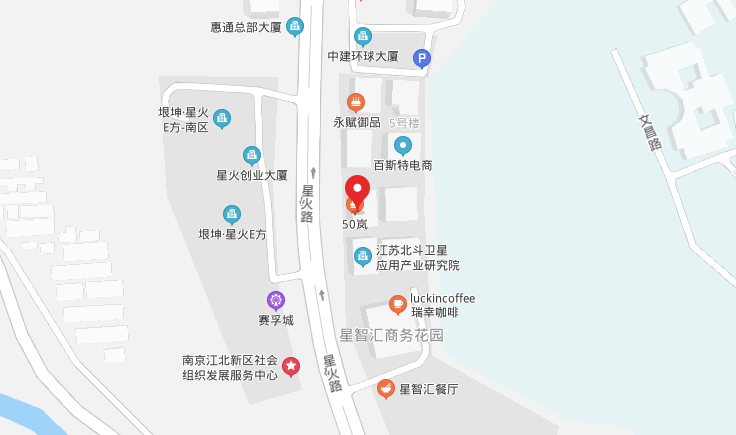 惠通总部大厦
中建环球大厦
P
垠坤·星火
E方-南区
永赋御品
5号楼
文昌路
百斯特电商
星火创业大厦
星火路
50岚
垠坤·星火E方
江苏北斗卫星
应用产业研究院
luckincoffee
瑞幸咖啡
赛孚城
星智汇商务花园
南京江北新区社会
组织发展服务中心
星火路
星智汇餐厅